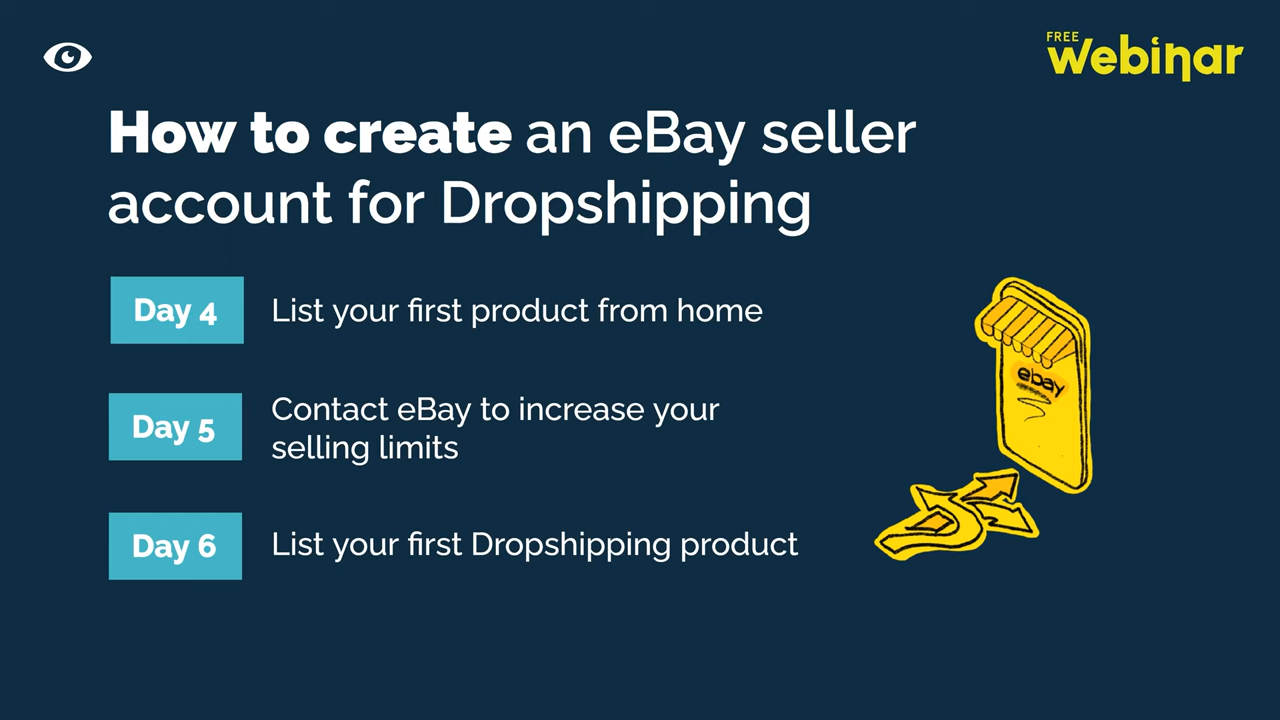 FREE
Webinar
How to create an eBay seller
account for Dropshipping
Day 4
List your first product from home
Day 5
Contact eBay to increase your
selling limits
Day 6
List your first Dropshipping product
ebay